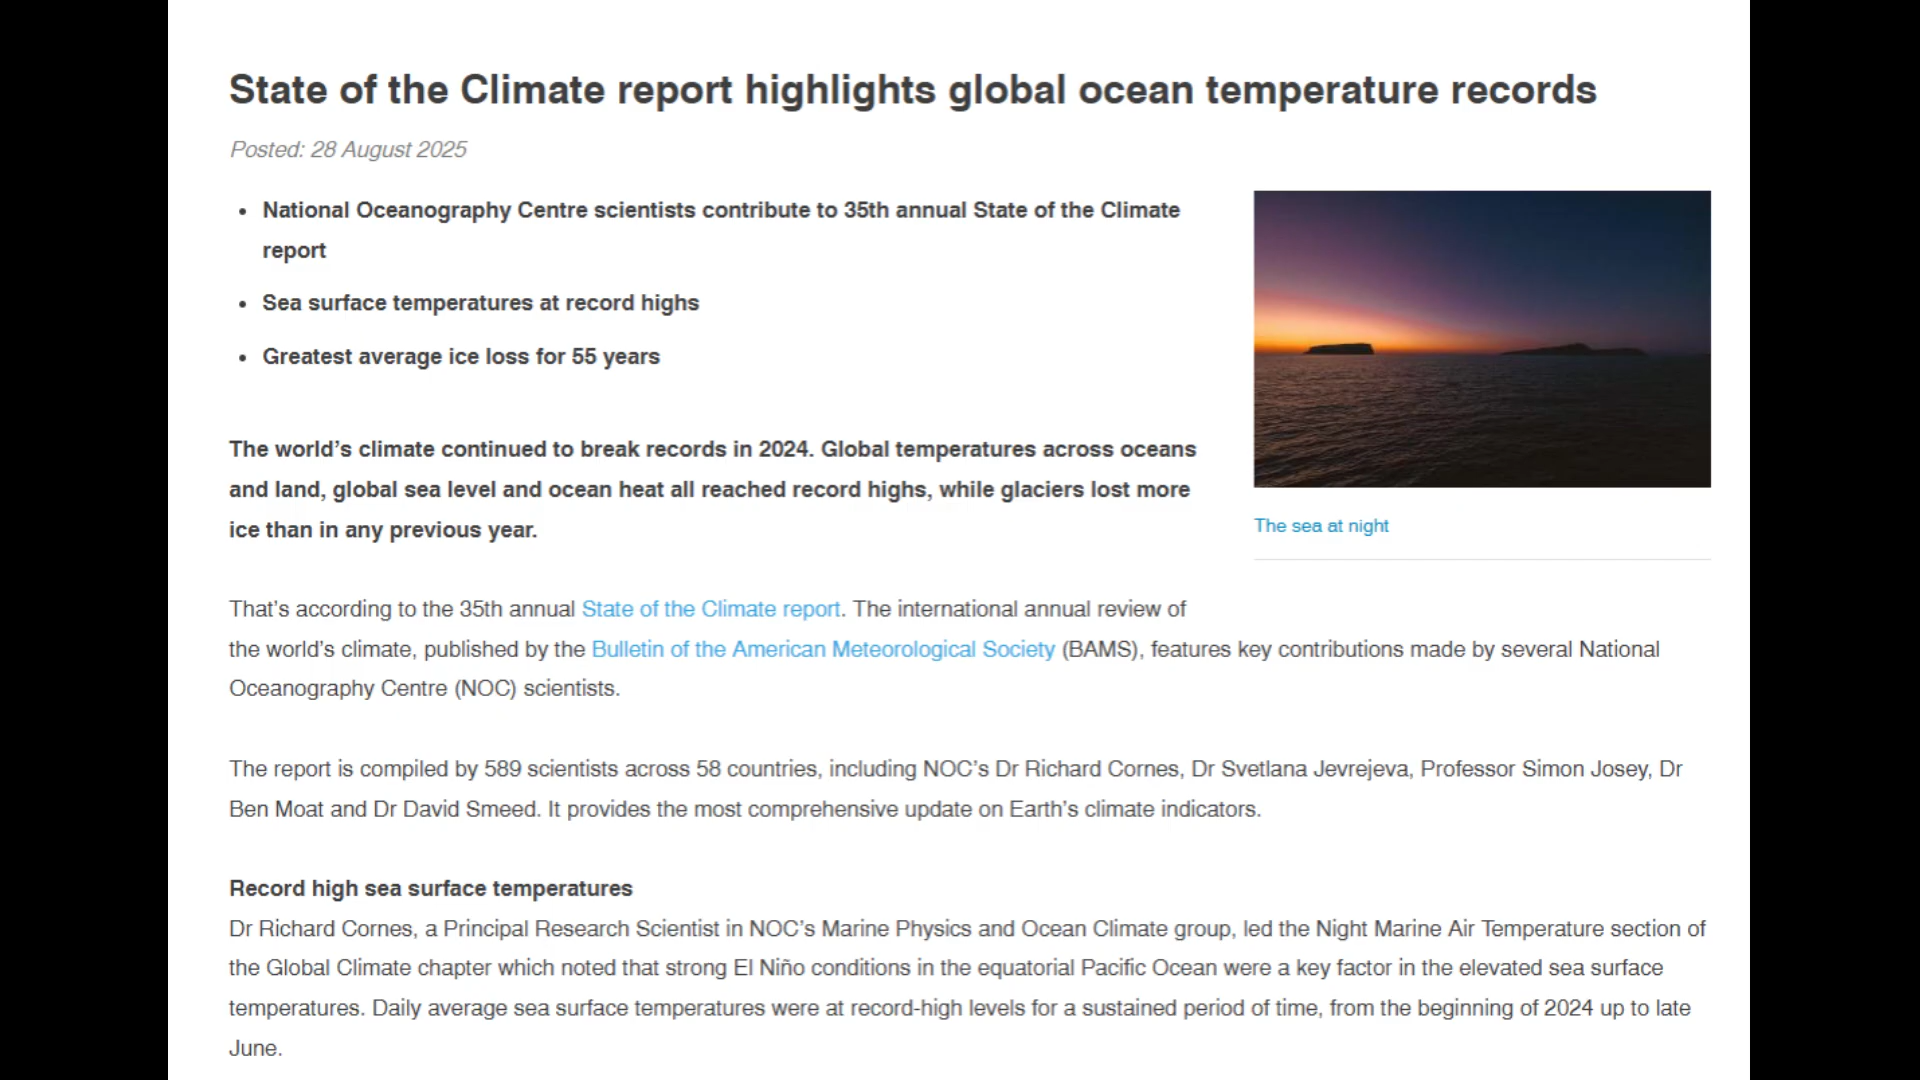 State of the Climate report highlights global ocean temperature records
Posted: 28 August 2025
• National Oceanography Centre scientists contribute to 35th annual State of the Climate
report
• Sea surface temperatures at record highs
• Greatest average ice loss for 55 years
The world’s climate continued to break records in 2024. Global temperatures across oceans
and land, global sea level and ocean heat all reached record highs, while glaciers lost more
ice than in any previous year.
The sea at night
That’s according to the 35th annual State of the Climate report. The international annual review of
the world’s climate, published by the Bulletin of the American Meteorological Society (BAMS), features key contributions made by several National
Oceanography Centre (NOC) scientists.
The report is compiled by 589 scientists across 58 countries, including NOC’s Dr Richard Cornes, Dr Svetlana Jevrejeva, Professor Simon Josey, Dr
Ben Moat and Dr David Smeed. It provides the most comprehensive update on Earth’s climate indicators.
Record high sea surface temperatures
Dr Richard Cornes, a Principal Research Scientist in NOC’s Marine Physics and Ocean Climate group, led the Night Marine Air Temperature section of
the Global Climate chapter which noted that strong El Niño conditions in the equatorial Pacific Ocean were a key factor in the elevated sea surface
temperatures. Daily average sea surface temperatures were at record-high levels for a sustained period of time, from the beginning of 2024 up to late
June.